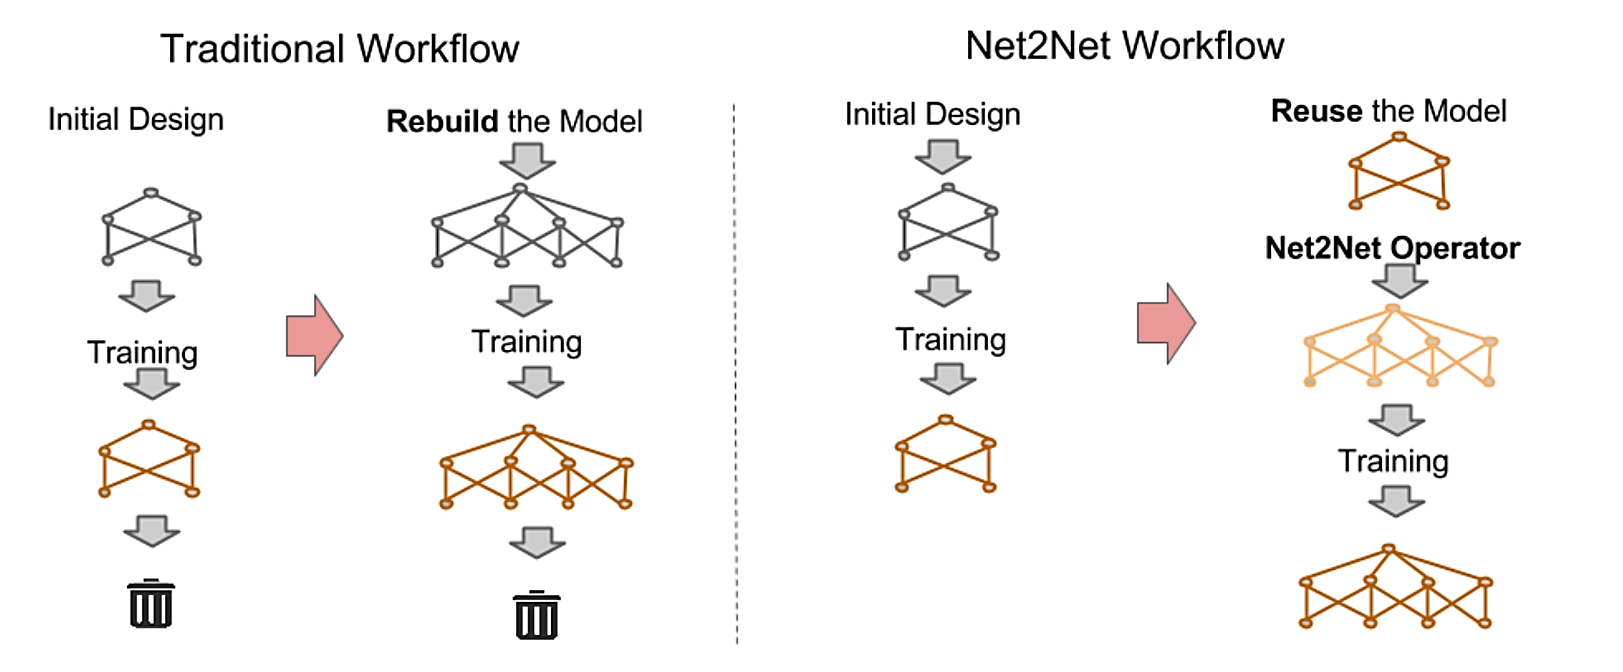 Traditional Workflow
Initial Design
Training
Rebuild the Model
Training
Net2Net Workflow
Initial Design
Training
Reuse the Model
Net2Net Operator
Training